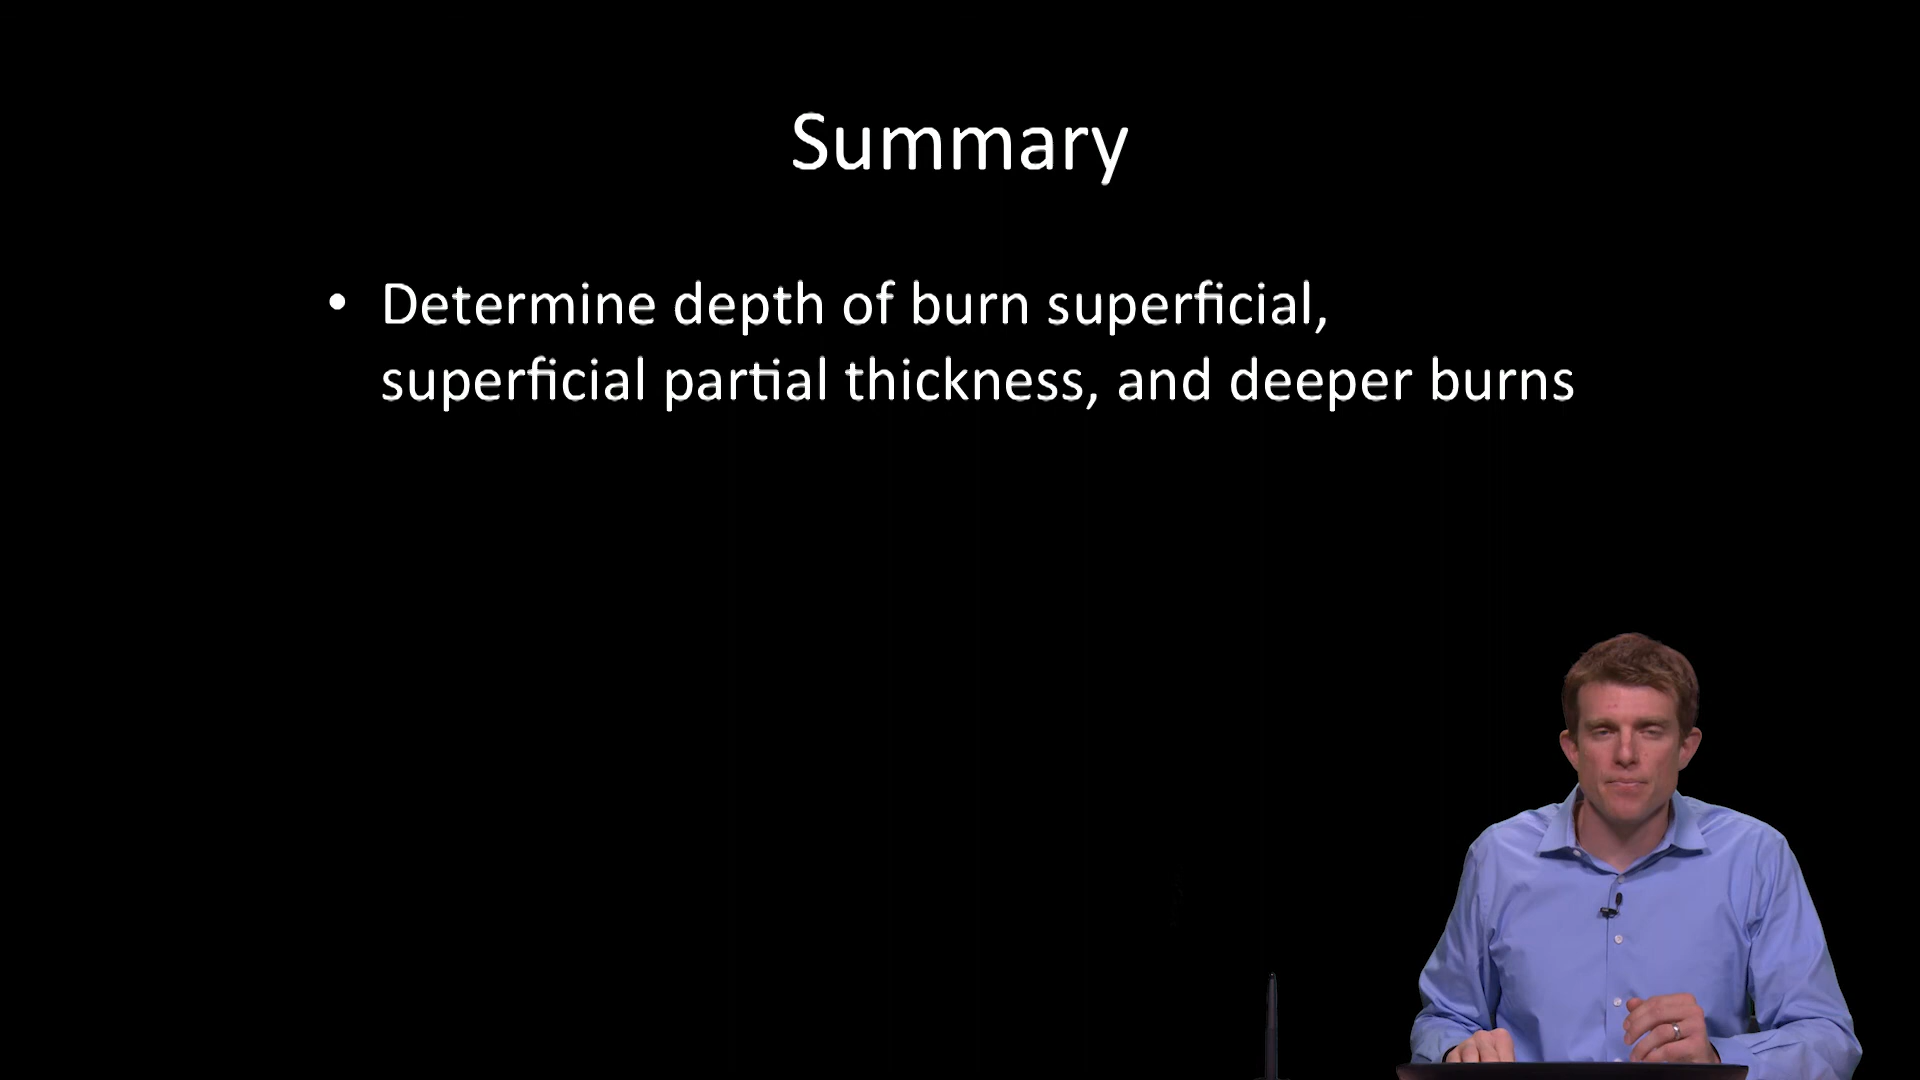 Summary
• Determine depth of burn superficial,
superficial partial thickness, and deeper burns